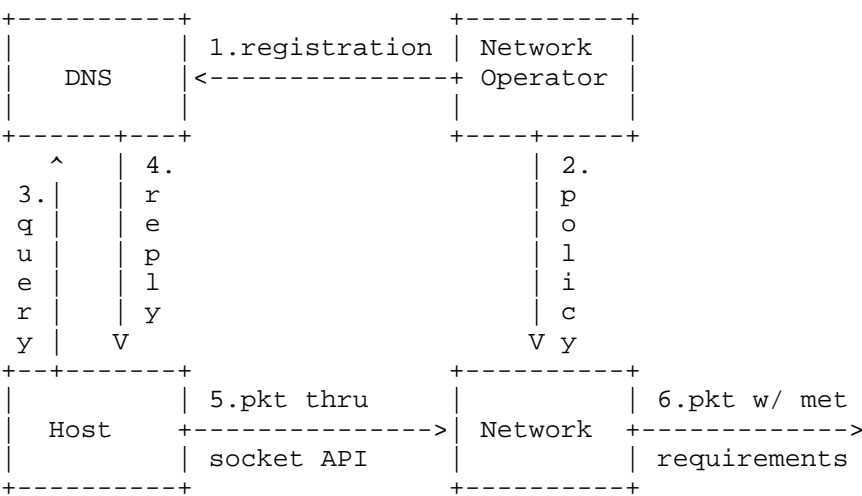 1.registration
Network
DNS
Operator
3.query
4.reply
2.policy
5.pkt thru
6.pkt w/ met
Host
Network
socket API
requirements